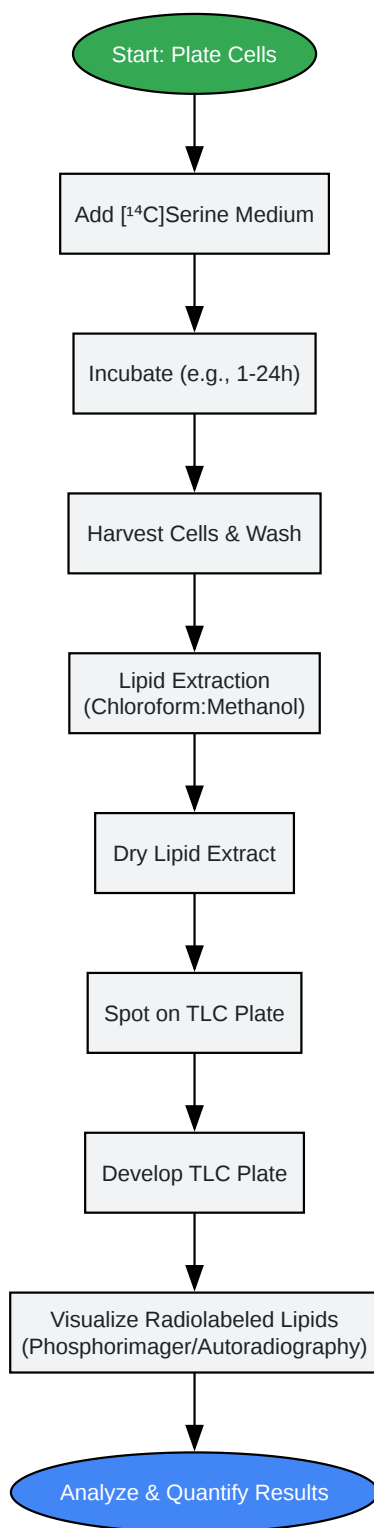 Start: Plate Cells
Add [¹⁴C]Serine Medium
Incubate (e.g., 1-24h)
Harvest Cells & Wash
Lipid Extraction
(Chloroform:Methanol)
Dry Lipid Extract
Spot on TLC Plate
Develop TLC Plate
Visualize Radiolabeled Lipids
(Phosphorimager/Autoradiography)
Analyze & Quantify Results